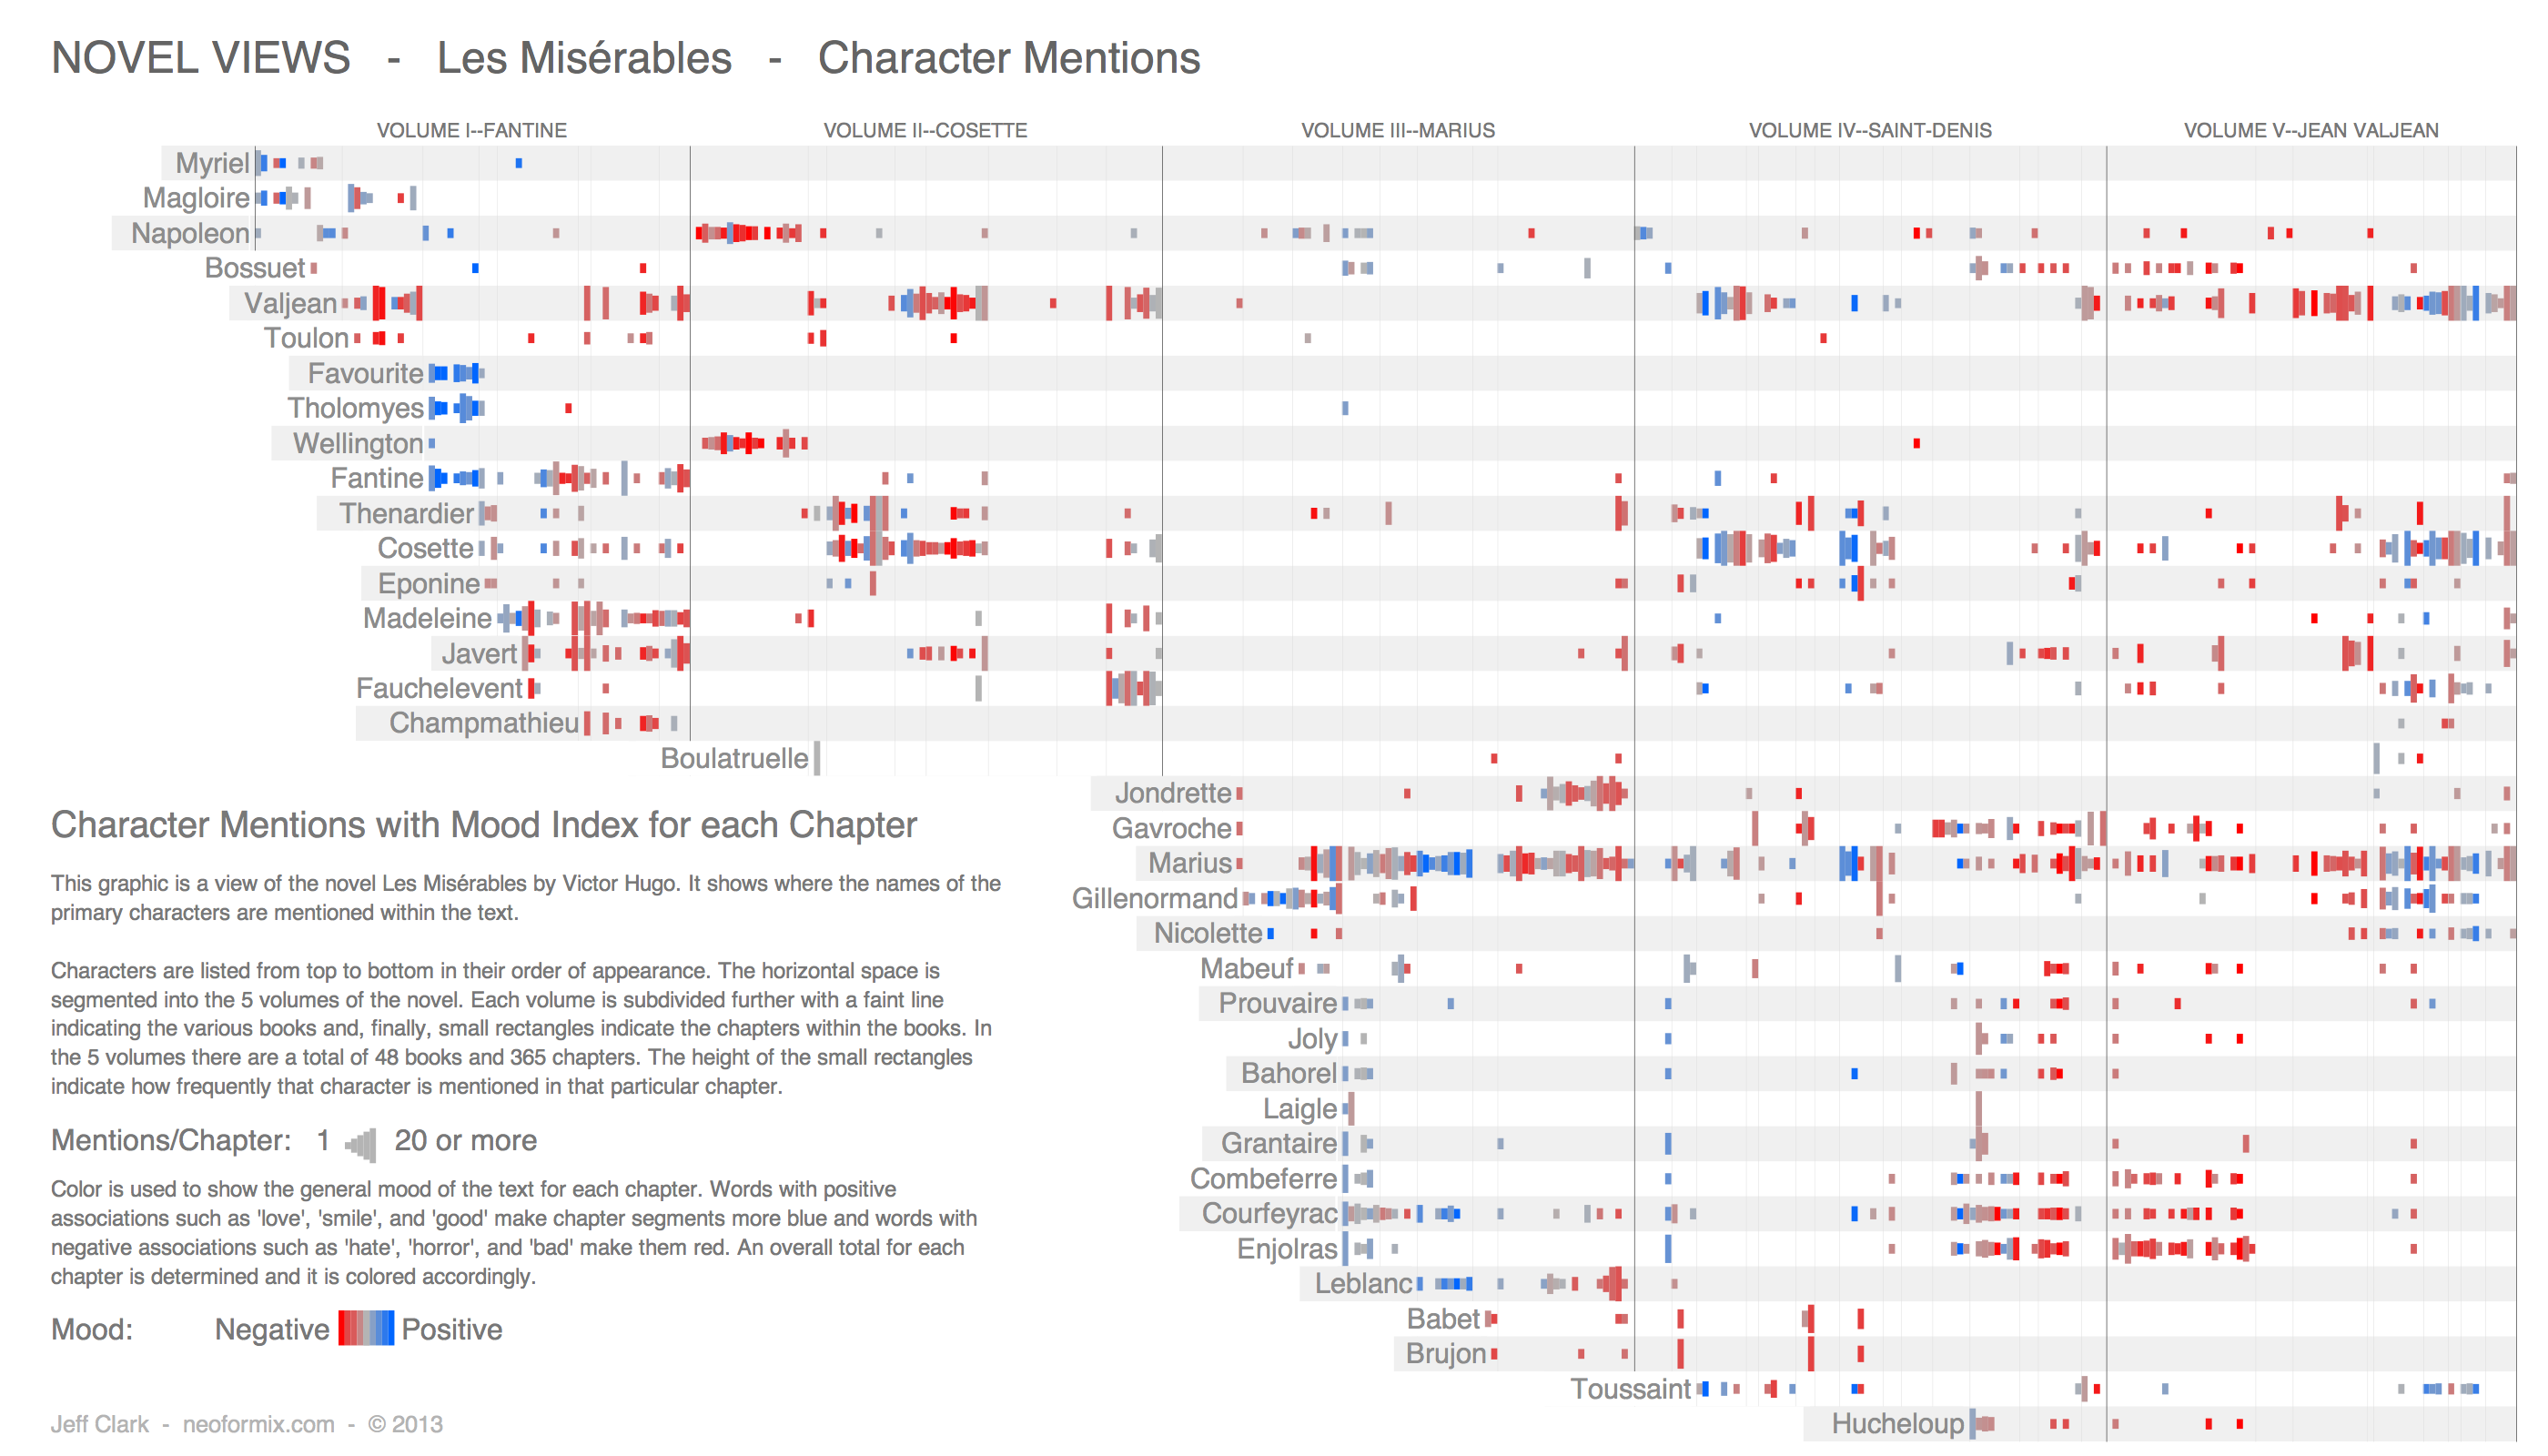 NOVEL VIEWS - Les Misérables - Character Mentions
VOLUME I--FANTINE VOLUME II--COSETTE VOLUME III--MARIUS VOLUME IV--SAINT-DENIS VOLUME V--JEAN VALJEAN
Myriel
Magloire
Napoleon
Bossuet
Valjean
Toulon
Favourite
Tholomyes
Wellington
Fantine
Thenardier
Cosette
Eponine
Madeleine
Javert
Fauchelevent
Champmathieu
Boulatruelle
Jondrette
Gavroche
Marius
Gillenormand
Nicolette
Mabeuf
Prouvaire
Joly
Bahorel
Laigle
Grantaire
Combeferre
Courfeyrac
Enjolras
Leblanc
Babet
Brujon
Toussaint
Hucheloup
Character Mentions with Mood Index for each Chapter
This graphic is a view of the novel Les Misérables by Victor Hugo. It shows where the names of the
primary characters are mentioned within the text.
Characters are listed from top to bottom in their order of appearance. The horizontal space is
segmented into the 5 volumes of the novel. Each volume is subdivided further with a faint line
indicating the various books and, finally, small rectangles indicate the chapters within the books. In
the 5 volumes there are a total of 48 books and 365 chapters. The height of the small rectangles
indicate how frequently that character is mentioned in that particular chapter.
Mentions/Chapter: 1 20 or more
Color is used to show the general mood of the text for each chapter. Words with positive
associations such as 'love', 'smile', and 'good' make chapter segments more blue and words with
negative associations such as 'hate', 'horror', and 'bad' make them red. An overall total for each
chapter is determined and it is colored accordingly.
Mood: Negative Positive
Jeff Clark - neoformix.com - © 2013